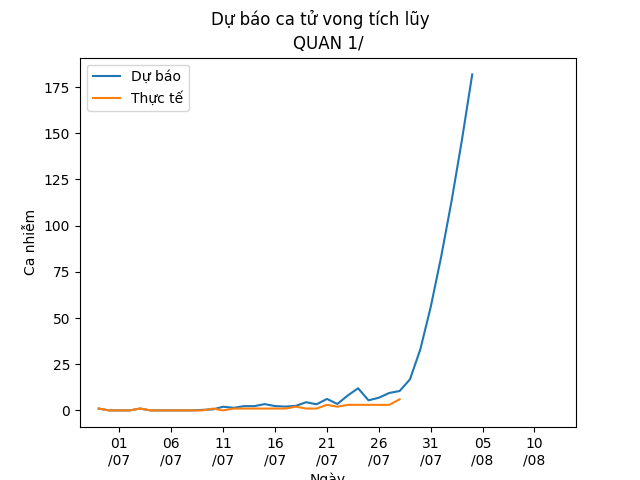 Dự báo ca tử vong tích lũy
QUAN 1/
Dự báo
Thực tế
Ca nhiễm
175
150
125
100
75
50
25
0
01 06 11 16 21 26 31 05 10
/07 /07 /07 /07 /07 /07 /07 /08 /08
Ngày